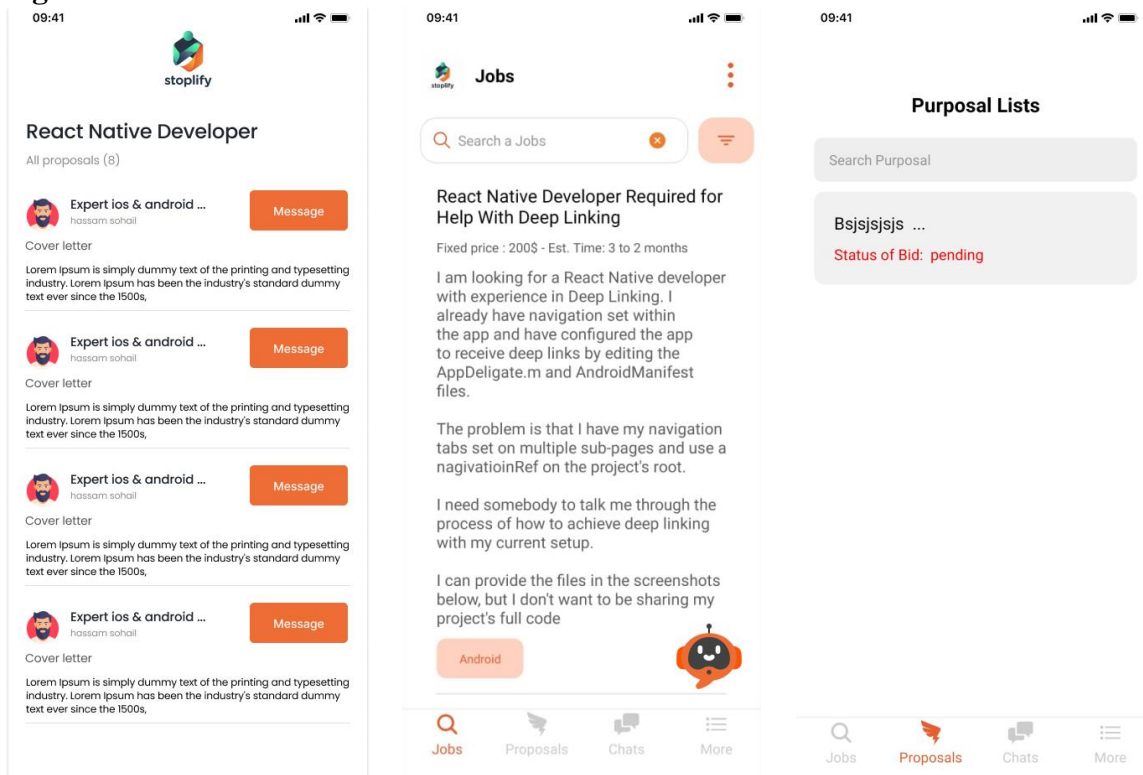 09:41
stoplify
React Native Developer
All proposals (8)
Expert ios & android ...
hassam sohail
Message
Cover letter
Lorem Ipsum is simply dummy text of the printing and typesetting
industry. Lorem Ipsum has been the industry's standard dummy
text ever since the 1500s,
Expert ios & android ...
hassam sohail
Message
Cover letter
Lorem Ipsum is simply dummy text of the printing and typesetting
industry. Lorem Ipsum has been the industry's standard dummy
text ever since the 1500s,
Expert ios & android ...
hassam sohail
Message
Cover letter
Lorem Ipsum is simply dummy text of the printing and typesetting
industry. Lorem Ipsum has been the industry's standard dummy
text ever since the 1500s,
Expert ios & android ...
hassam sohail
Message
Cover letter
Lorem Ipsum is simply dummy text of the printing and typesetting
industry. Lorem Ipsum has been the industry's standard dummy
text ever since the 1500s,
09:41
stoplify
Jobs
Search a Jobs
React Native Developer Required for
Help With Deep Linking
Fixed price : 200$ - Est. Time: 3 to 2 months
I am looking for a React Native developer
with experience in Deep Linking. I
already have navigation set within
the app and have configured the app
to receive deep links by editing the
AppDeligate.m and AndroidManifest
files.
The problem is that I have my navigation
tabs set on multiple sub-pages and use a
nagivatioinRef on the project's root.
I need somebody to talk me through the
process of how to achieve deep linking
with my current setup.
I can provide the files in the screenshots
below, but I don't want to be sharing my
project's full code
Android
Jobs
Proposals
Chats
More
09:41
Purposal Lists
Search Purposal
Bsjsjsjsjs ...
Status of Bid: pending
Jobs
Proposals
Chats
More